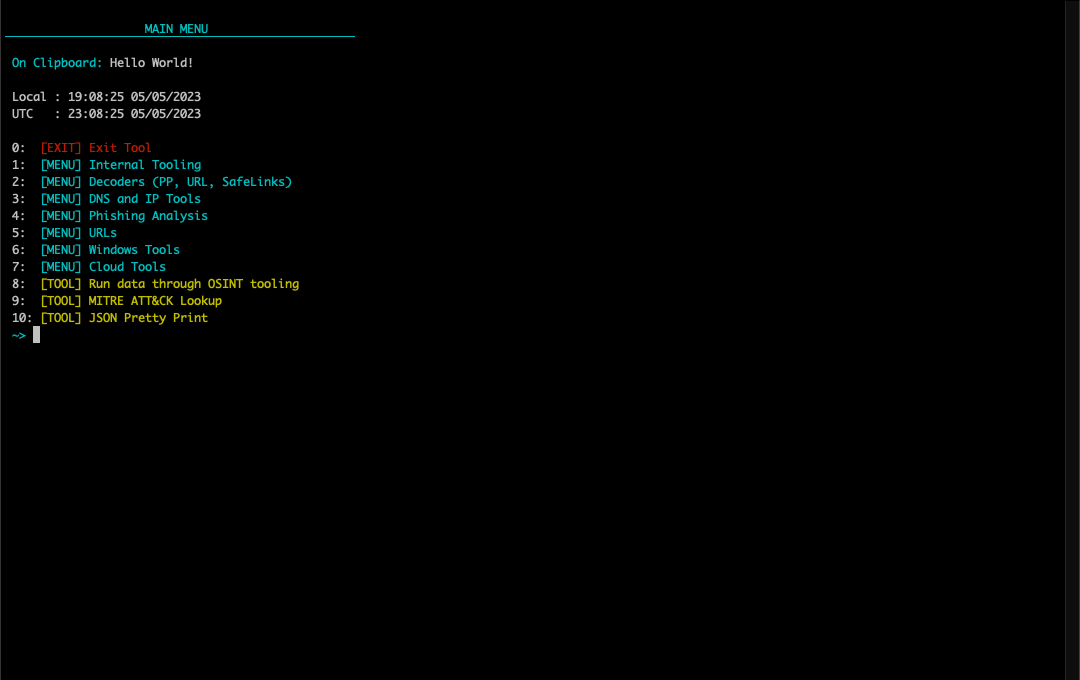 MAIN MENU
On Clipboard: Hello World!
Local : 19:08:25 05/05/2023
UTC   : 23:08:25 05/05/2023
0:  [EXIT] Exit Tool
1:  [MENU] Internal Tooling
2:  [MENU] Decoders (PP, URL, SafeLinks)
3:  [MENU] DNS and IP Tools
4:  [MENU] Phishing Analysis
5:  [MENU] URLs
6:  [MENU] Windows Tools
7:  [MENU] Cloud Tools
8:  [TOOL] Run data through OSINT tooling
9:  [TOOL] MITRE ATT&CK Lookup
10: [TOOL] JSON Pretty Print
~>